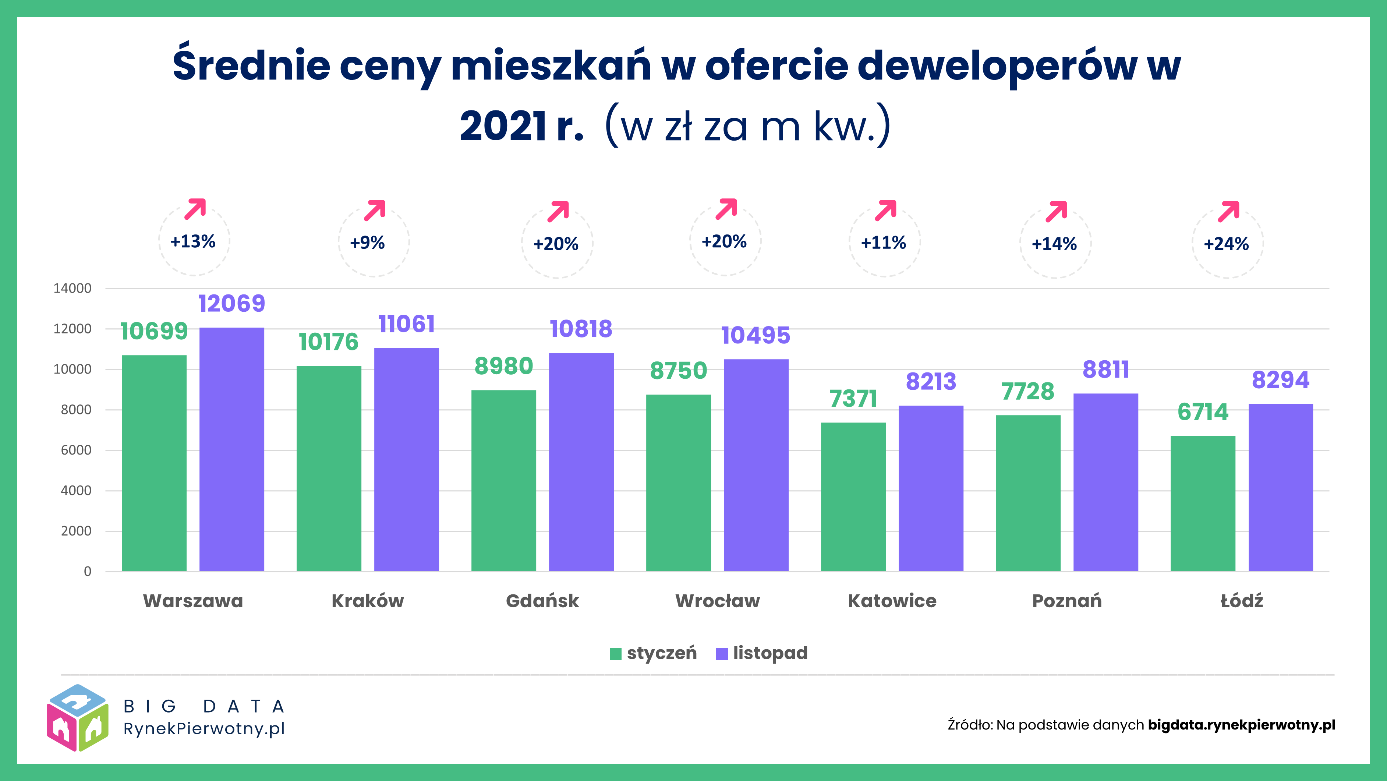 Średnie ceny mieszkań w ofercie deweloperów w
2021 r. (w zł za m kw.)
+13% +9% +20% +20% +11% +14% +24%
14000
12000
10000
8000
6000
4000
2000
0
10699 12069 10176 11061 8980 10818 8750 10495 7371 8213 7728 8811 6714 8294
Warszawa Kraków Gdańsk Wrocław Katowice Poznań Łódź
styczeń listopad
BIG DATA
RynekPierwotny.pl
Źródło: Na podstawie danych bigdata.rynekpierwotny.pl